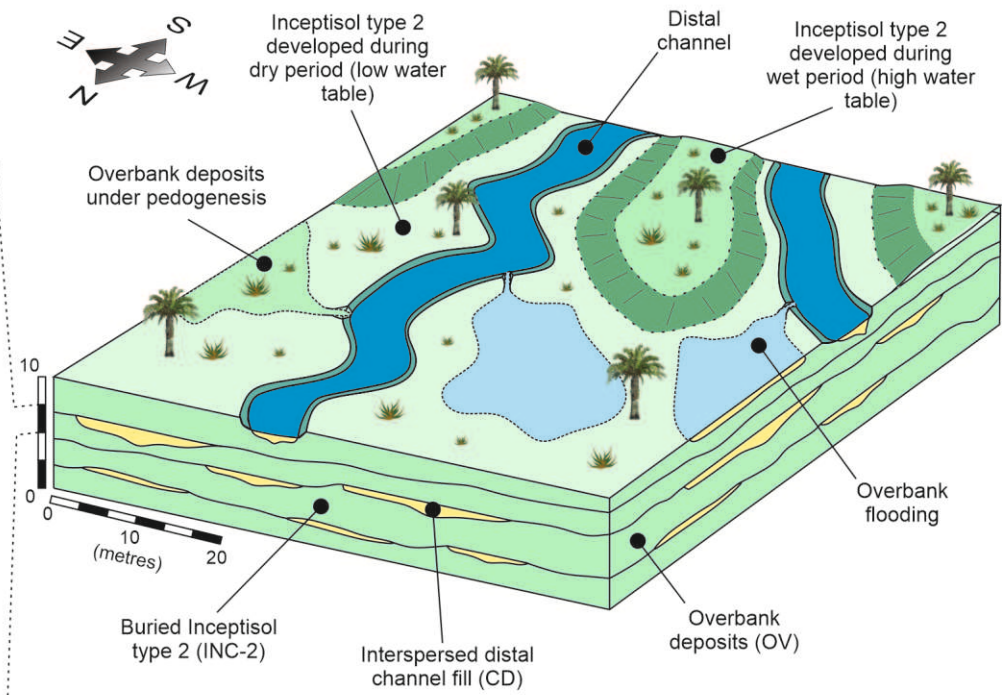 E
S
N
W
Inceptisol type 2
developed during
dry period (low water
table)
Distal
channel
Inceptisol type 2
developed during
wet period (high water
table)
Overbank deposits
under pedogenesis
10
0
0
10
20
(metres)
Overbank
flooding
Buried Inceptisol
type 2 (INC-2)
Interspersed distal
channel fill (CD)
Overbank
deposits (OV)